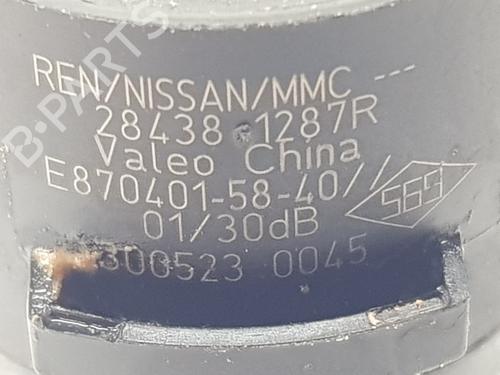 B-PARTS
REN/NISSAN/MMC ---
28438 1287R
Valeo China
E870401-58-40//
01/30dB
300523 0045